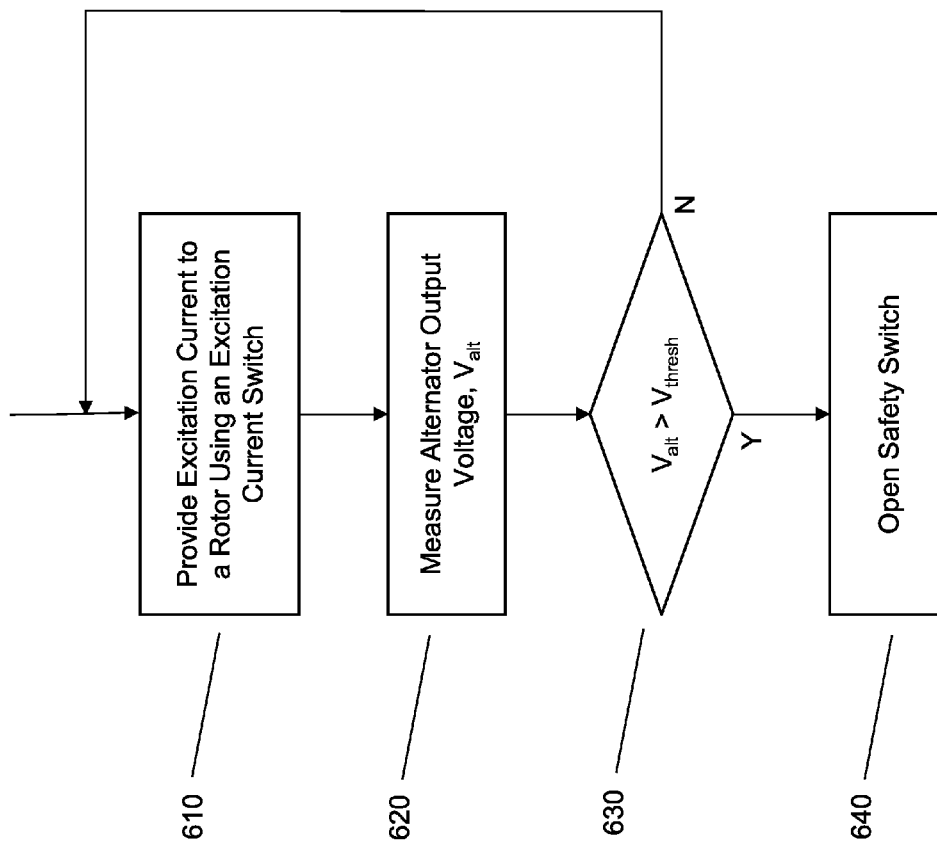 610
Provide Excitation Current to
a Rotor Using an Excitation
Current Switch
620
Measure Alternator Output
Voltage, Valt
630
Valt > Vthresh
N
Y
640
Open Safety Switch